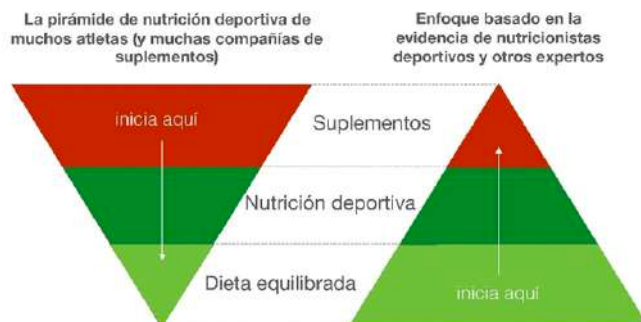 La pirámide de nutrición deportiva de
muchos atletas (y muchas compañías de
suplementos)
Enfoque basado en la
evidencia de nutricionistas
deportivos y otros expertos
inicia aquí
Suplementos
Nutrición deportiva
Dieta equilibrada
inicia aquí